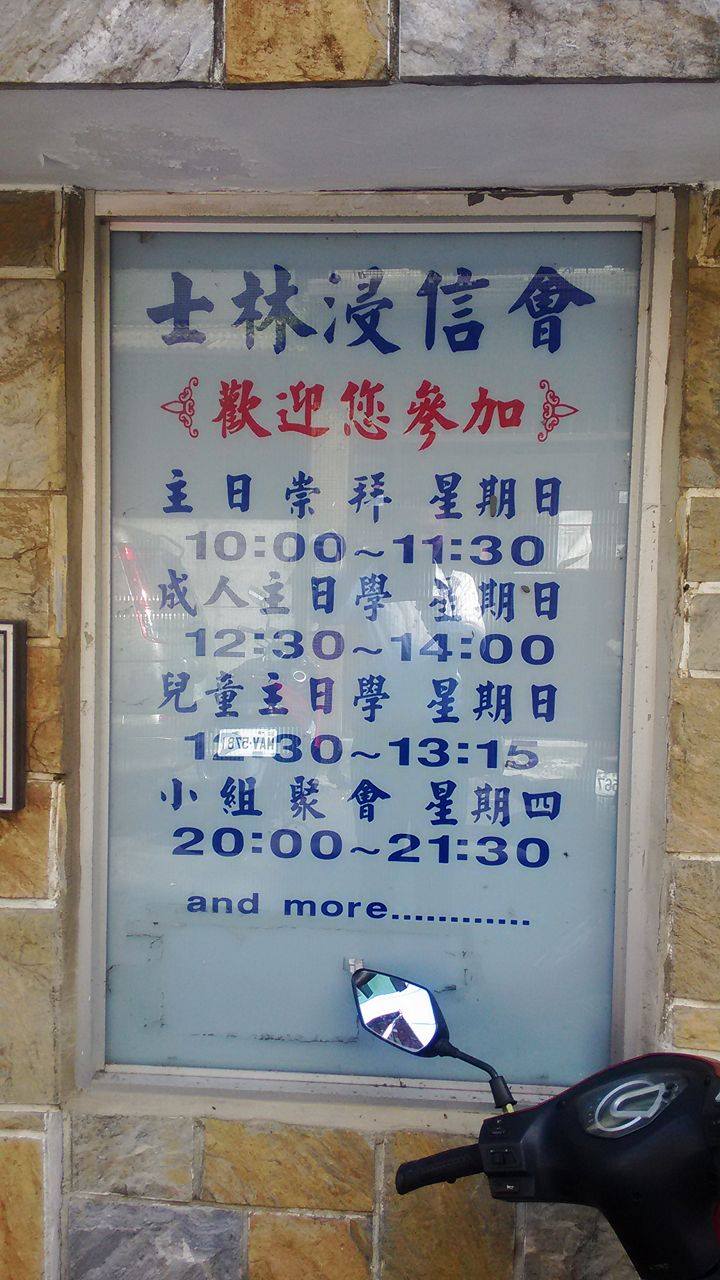 士林浸信會
歡迎您參加
主日崇拜 星期日
10:00~11:30
成人主日學 星期日
12:30~14:00
兒童主日學 星期日
12:30~13:15
小組聚會 星期四
20:00~21:30
and more............